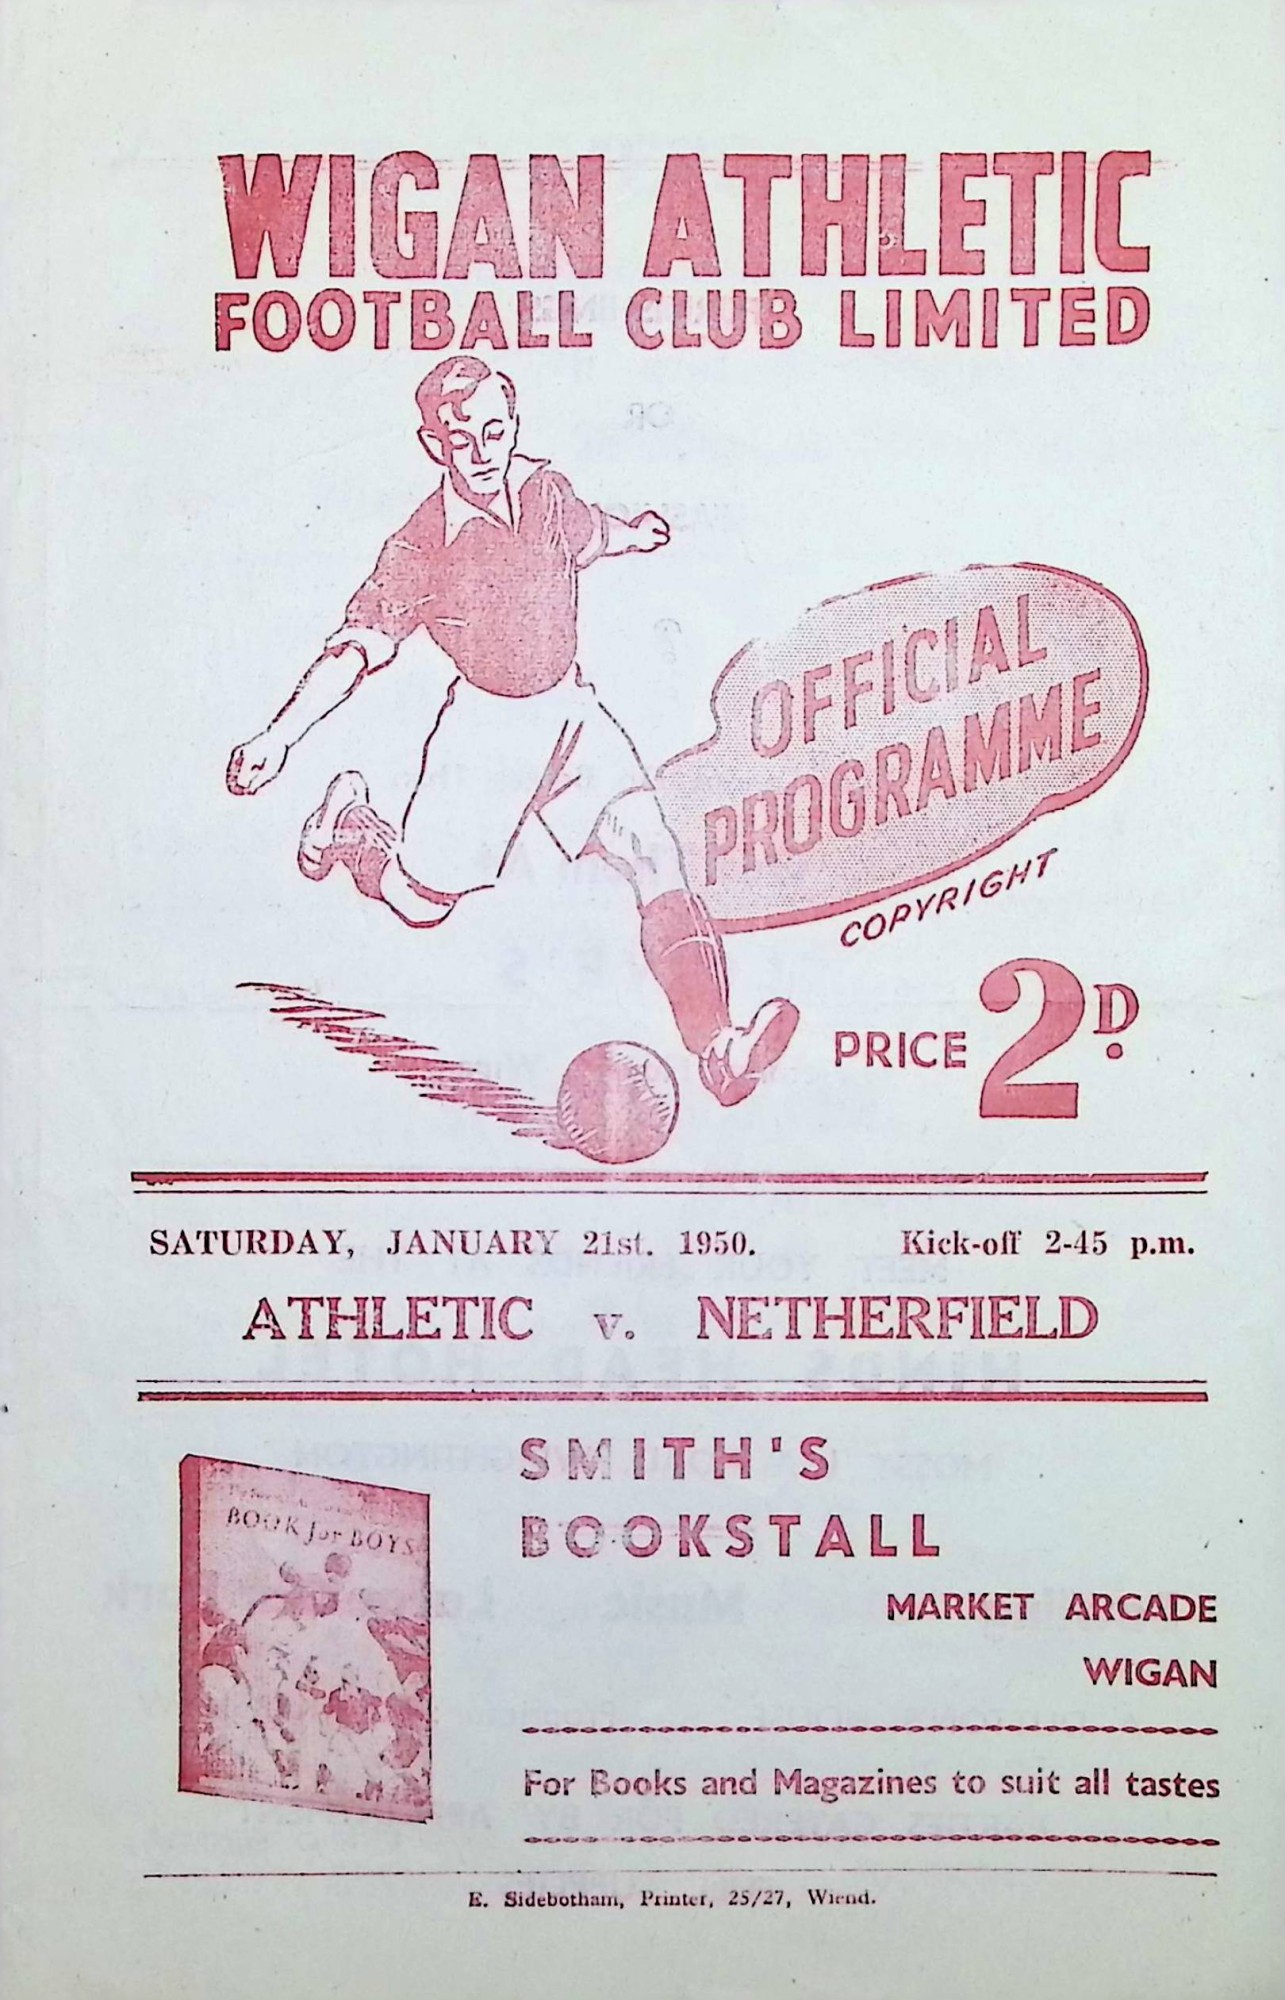 WIGAN ATHLETIC
FOOTBALL CLUB LIMITED
OFFICIAL
PROGRAMME
COPYRIGHT
PRICE 2D.
SATURDAY, JANUARY 21st. 1950. Kick-off 2-45 p.m.
ATHLETIC v. NETHERFIELD
SMITH'S
BOOKSTALL
MARKET ARCADE
WIGAN
BOOK for BOYS
For Books and Magazines to suit all tastes
E. Sidebotham, Printer, 25/27, Wiend.